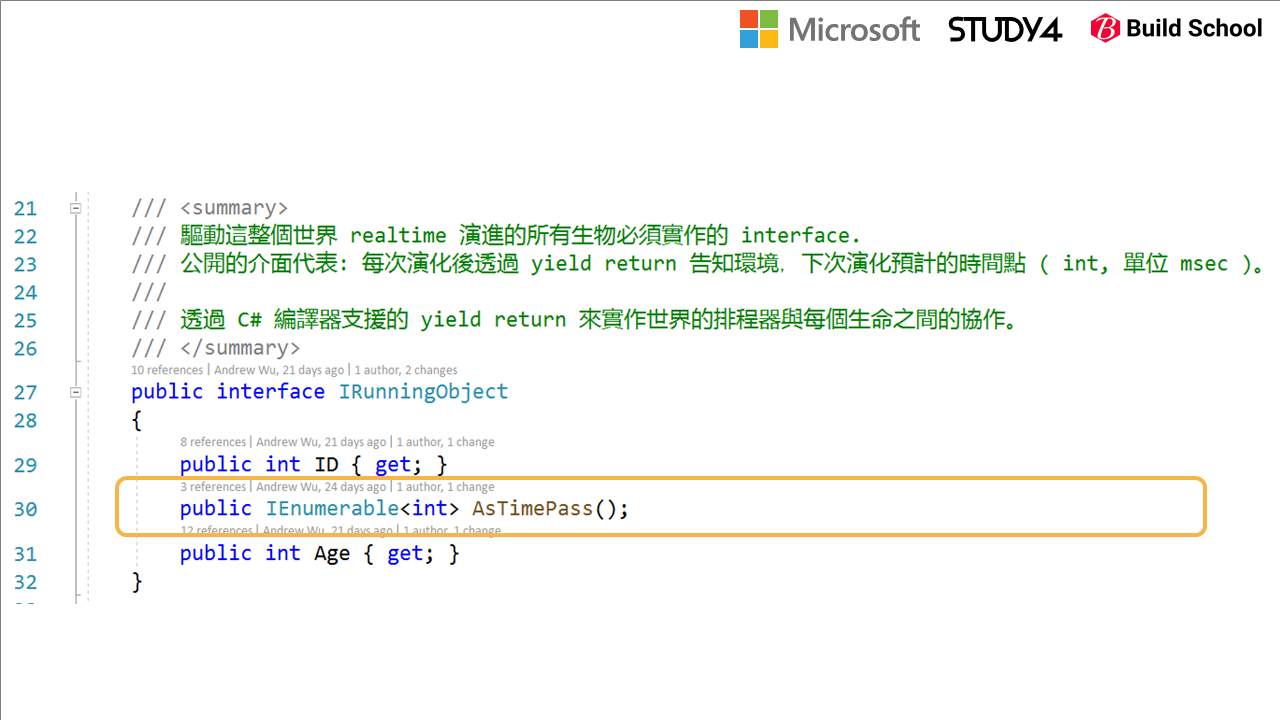 Microsoft STUDY4 Build School
21 /// <summary>
22 /// 驅動這整個世界 realtime 演進的所有生物必須實作的 interface.
23 /// 公開的介面代表: 每次演化後透過 yield return 告知環境, 下次演化預計的時間點 ( int, 單位 msec )。
24 ///
25 /// 透過 C# 編譯器支援的 yield return 來實作世界的排程器與每個生命之間的協作。
26 /// </summary>
10 references | Andrew Wu, 21 days ago | 1 author, 2 changes
27 public interface IRunningObject
28 {
8 references | Andrew Wu, 21 days ago | 1 author, 1 change
29 public int ID { get; }
3 references | Andrew Wu, 24 days ago | 1 author, 1 change
30 public IEnumerable<int> AsTimePass();
12 references | Andrew Wu, 21 days ago | 1 author, 1 change
31 public int Age { get; }
32 }